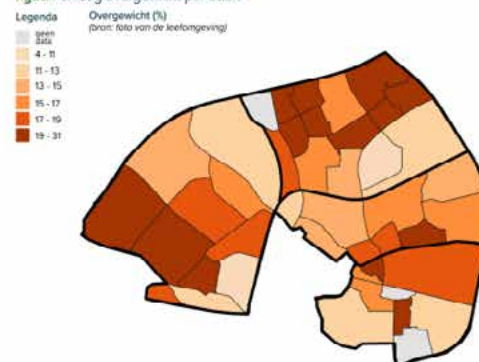 Legenda
Overgewicht (%)
(bron: foto van de leefomgeving)
geen
data
4 - 11
11 - 13
13 - 15
15 - 17
17 - 19
19 - 31